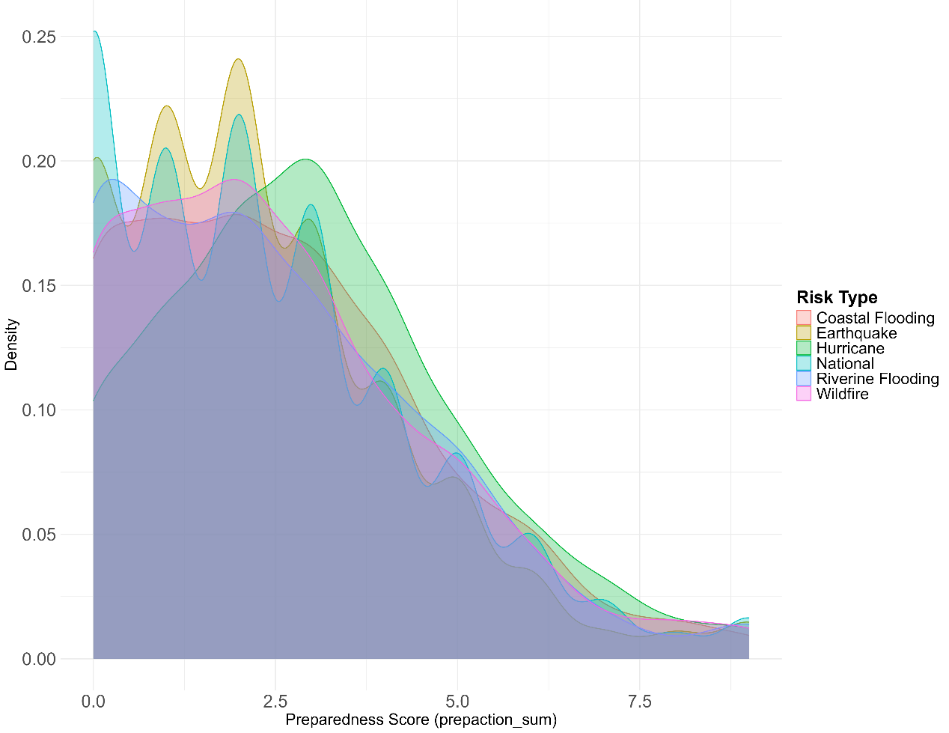 0.25
0.20
0.15
0.10
0.05
0.00
Density
0.0 2.5 5.0 7.5
Preparedness Score (prepaction_sum)
Risk Type
Coastal Flooding
Earthquake
Hurricane
National
Riverine Flooding
Wildfire